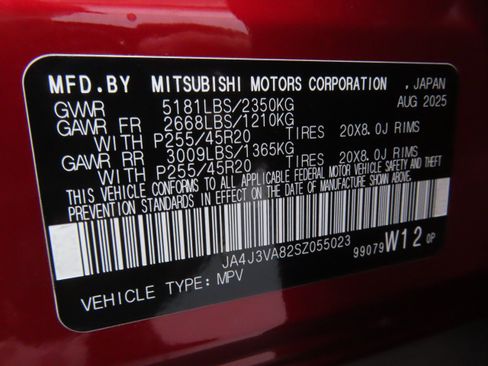 MFD.BY MITSUBISHI MOTORS CORPORATION , JAPAN
GVWR 5181LBS/2350KG AUG 2025
GAWR FR 2668LBS/1210KG
WITH P255/45R20 TIRES 20X8.0J RIMS
GAWR RR 3009LBS/1365KG
WITH P255/45R20 TIRES 20X8.0J RIMS
THIS VEHICLE CONFORMS TO ALL APPLICABLE FEDERAL MOTOR VEHICLE SAFETY AND THEFT
PREVENTION STANDARDS IN EFFECT ON THE DATE OF MANUFACTURE SHOWN ABOVE.
JA4J3VA82SZ055023
99079W12 0P
VEHICLE TYPE: MPV